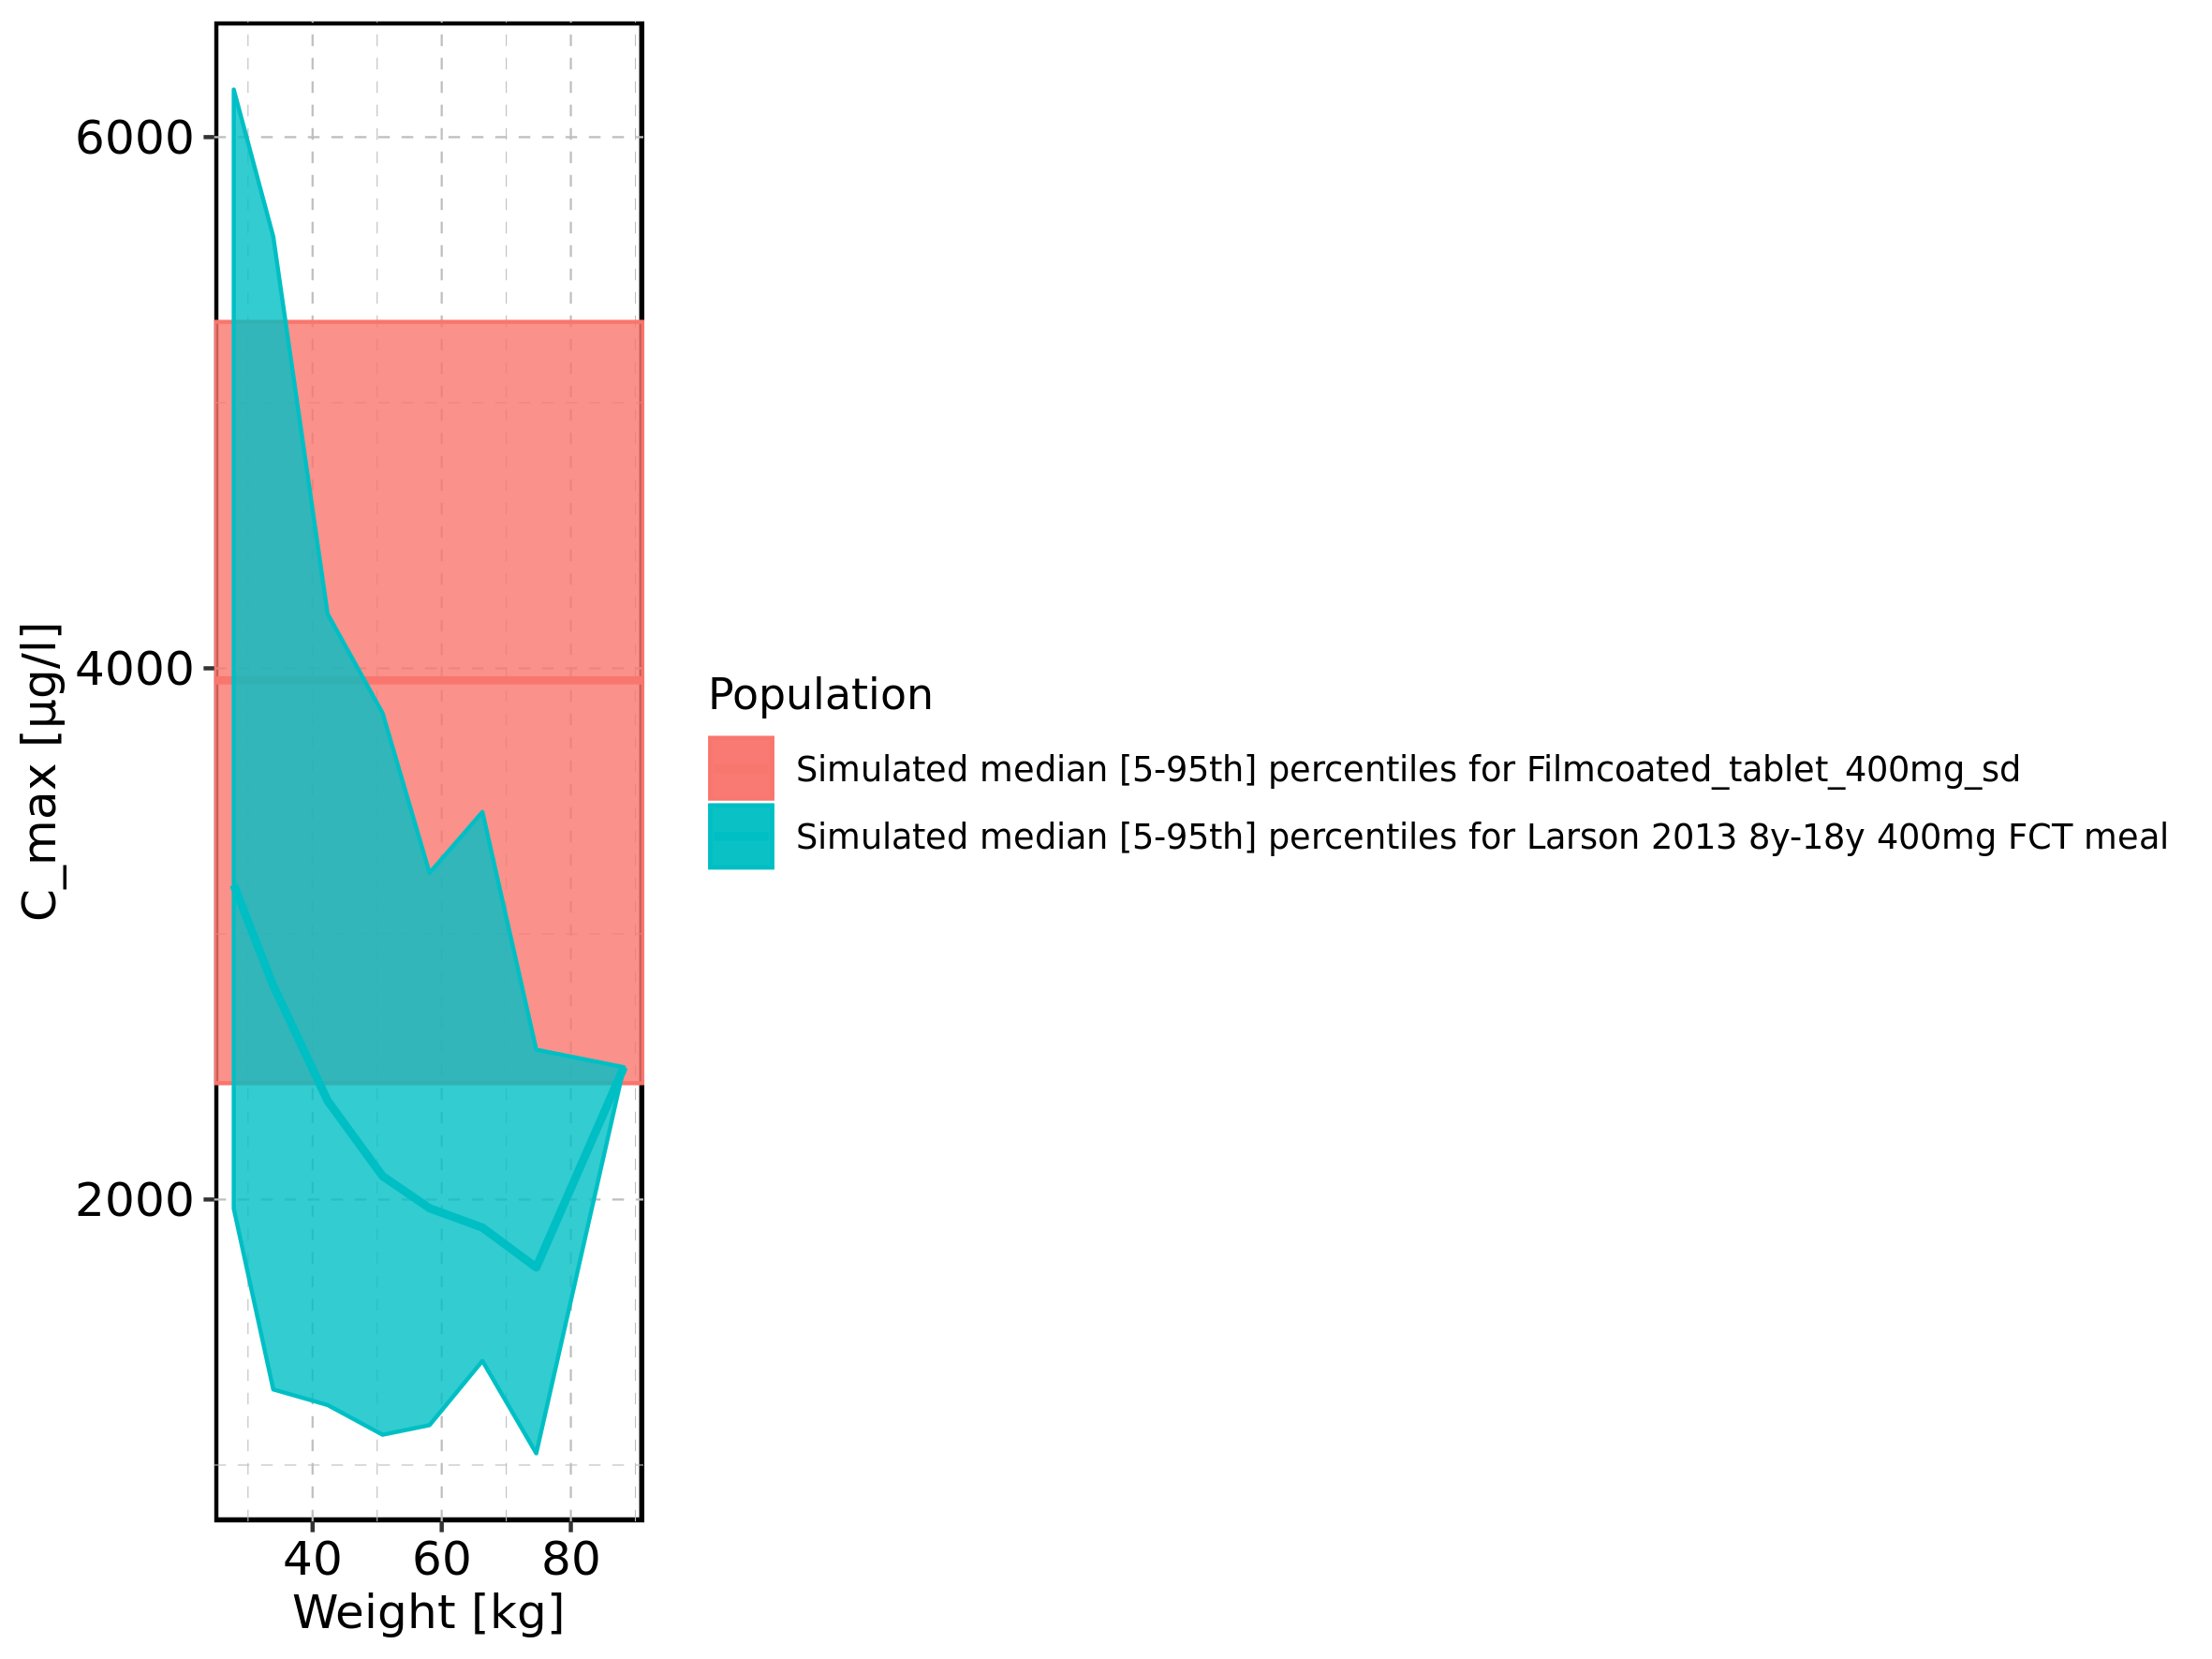 6000
4000
2000
C_max [µg/l]
40 60 80
Weight [kg]
Population
Simulated median [5-95th] percentiles for Filmcoated_tablet_400mg_sd
Simulated median [5-95th] percentiles for Larson 2013 8y-18y 400mg FCT meal